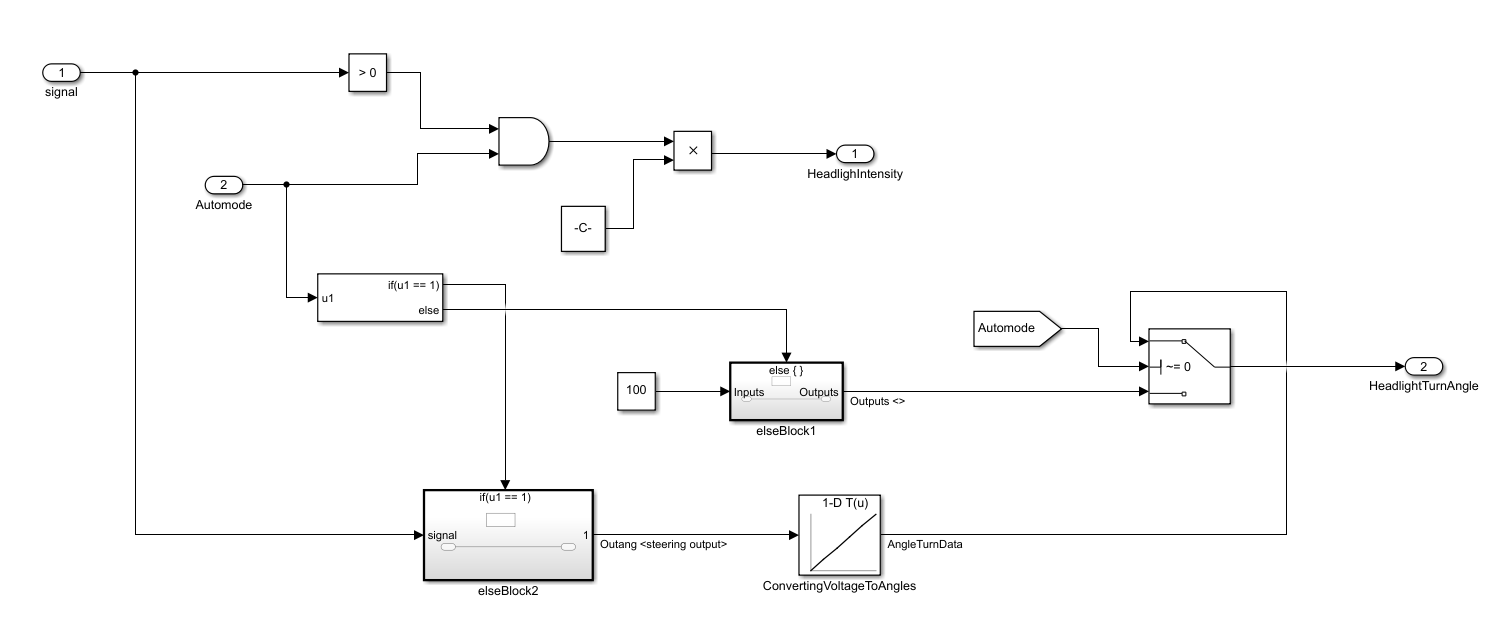 1
signal
> 0
2
Automode
×
1
HeadlighIntensity
-C-
u1
if(u1 == 1)
else
Automode
~= 0
2
HeadlightTurnAngle
100
else { }
Inputs
Outputs
Outputs <>
elseBlock1
if(u1 == 1)
signal
1
Outang <steering output>
elseBlock2
1-D T(u)
AngleTurnData
ConvertingVoltageToAngles